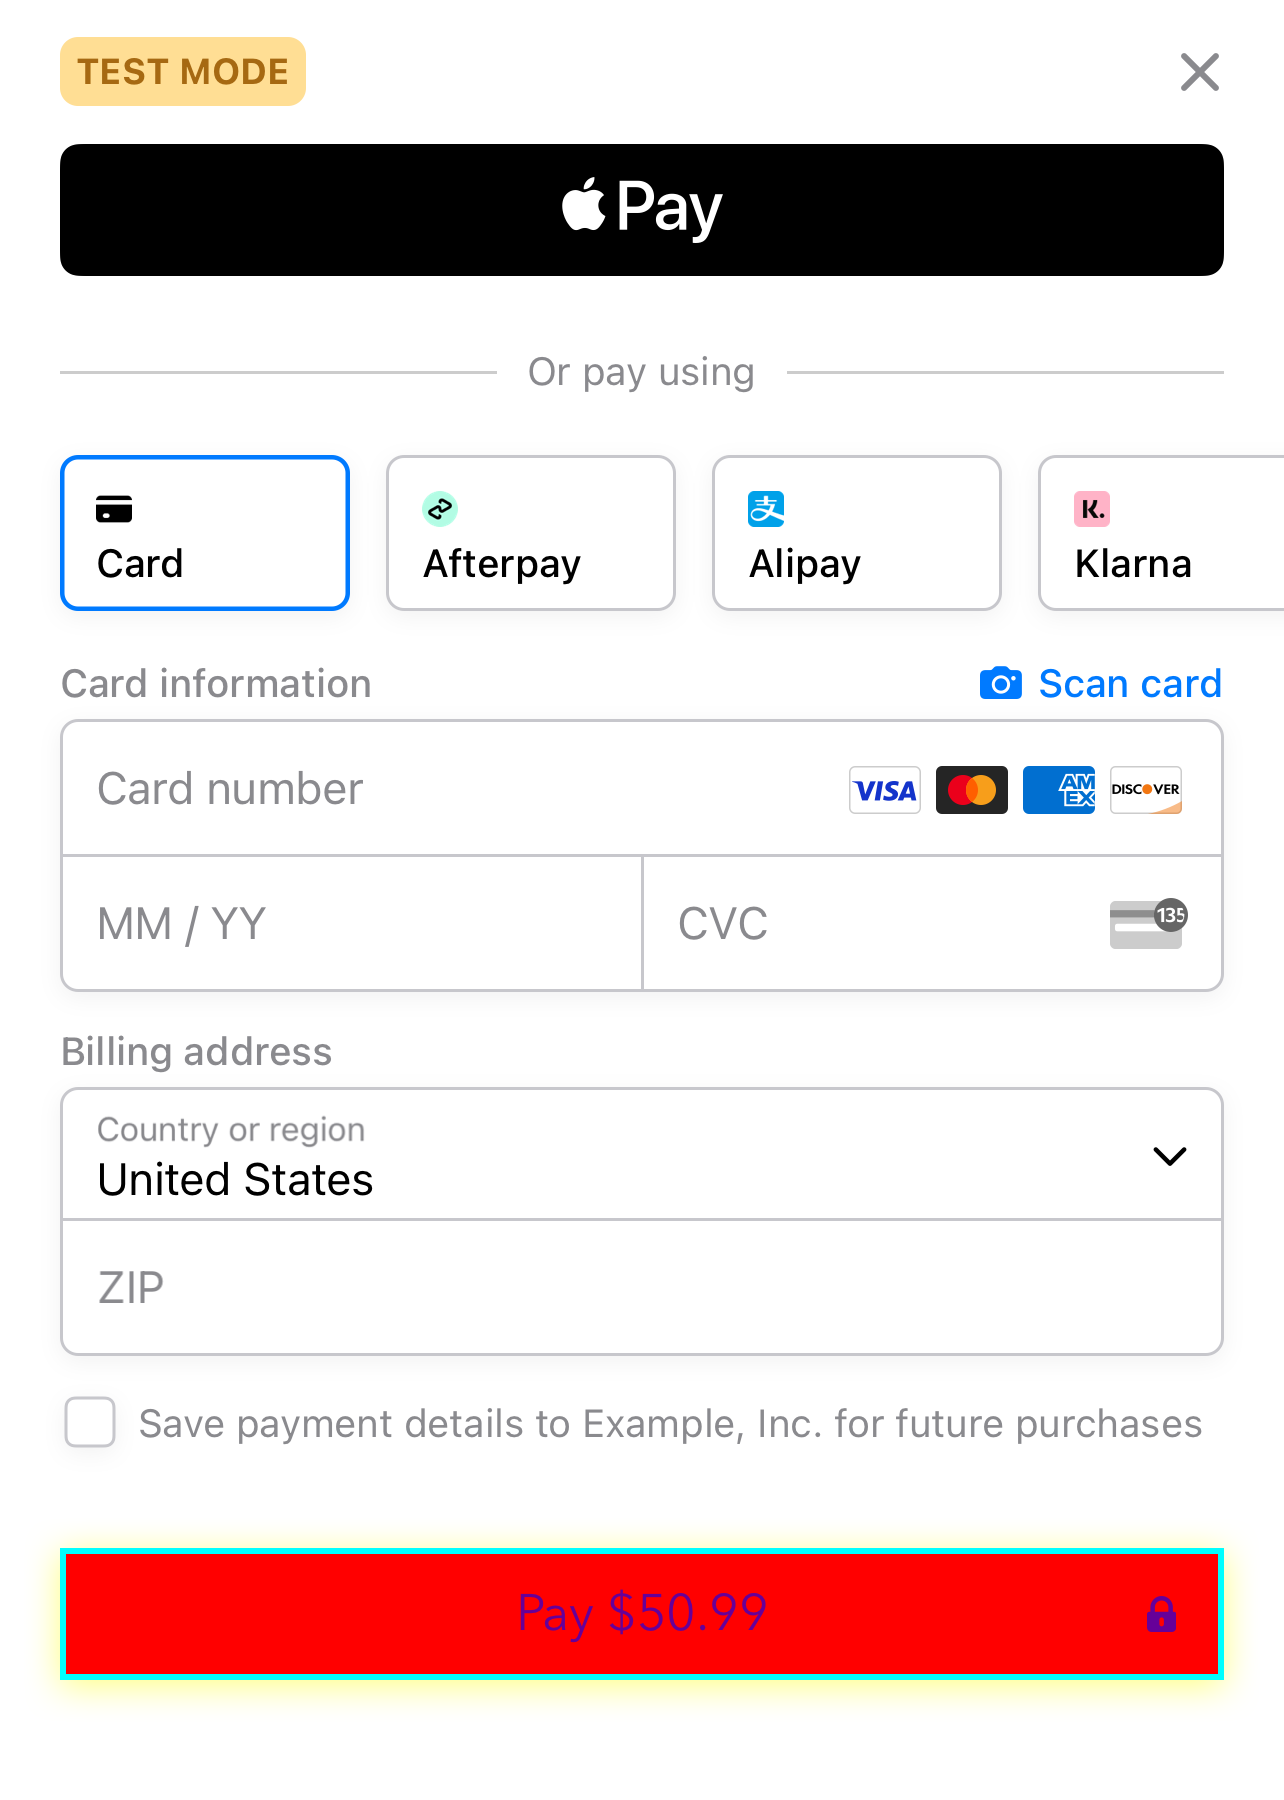 TEST MODE
Pay
Or pay using
K.
Card
Afterpay
Alipay
Klarna
Card information
Scan card
Card number
VISA
AM
EX
DISCOVER
MM / YY
CVC
135
Billing address
Country or region
United States
ZIP
Save payment details to Example, Inc. for future purchases
Pay $50.99